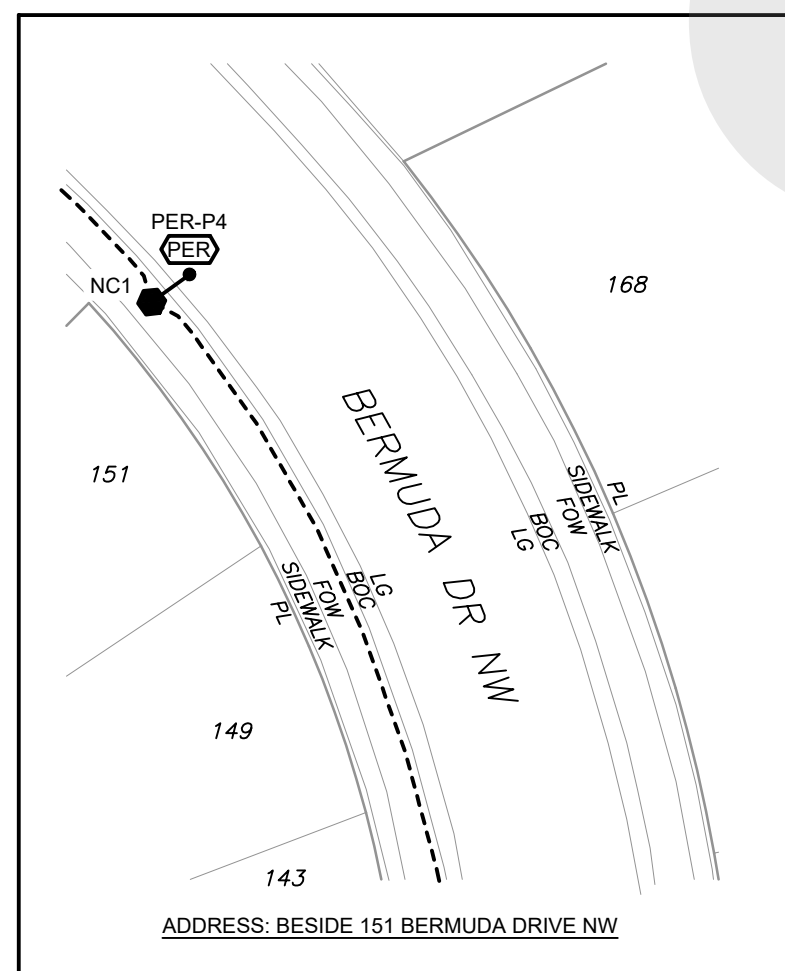 PER-P4
PER
NC1
168
151
BERMUDA DR NW
PL
SIDEWALK
FOW
BOC
LG
LG
BOC
FOW
SIDEWALK
PL
149
143
ADDRESS: BESIDE 151 BERMUDA DRIVE NW